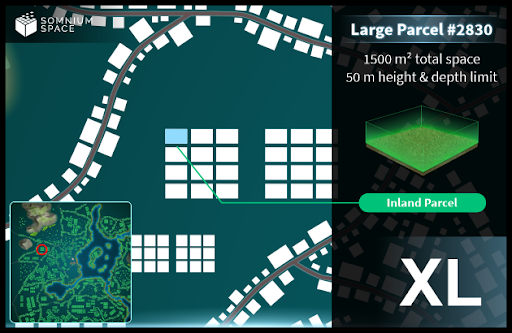 SOMNIUM
SPACE
Large Parcel #2830
1500 m² total space
50 m height & depth limit
Inland Parcel
XL